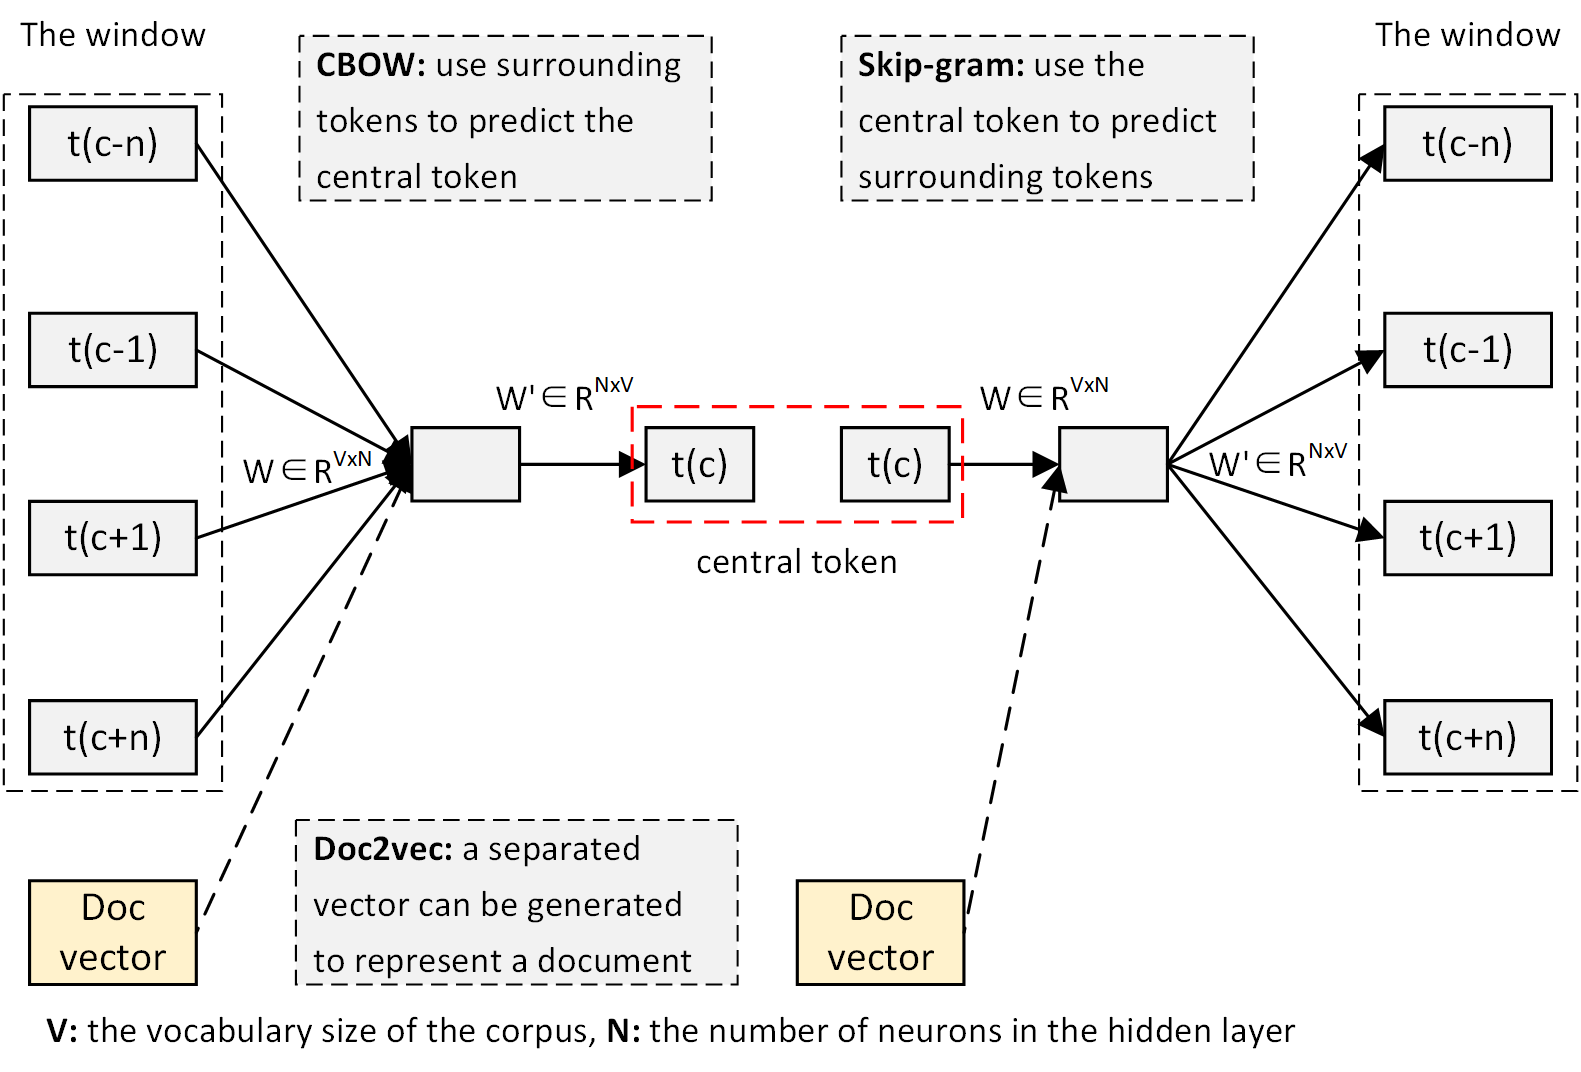 The window
CBOW: use surrounding
tokens to predict the
central token
Skip-gram: use the
central token to predict
surrounding tokens
The window
t(c-n)
t(c-1)
t(c+1)
t(c+n)
W∈R^VxN
W'∈R^NxV
t(c)
t(c)
central token
W∈R^VxN
W'∈R^NxV
t(c-n)
t(c-1)
t(c+1)
t(c+n)
Doc
vector
Doc2vec: a separated
vector can be generated
to represent a document
Doc
vector
V: the vocabulary size of the corpus, N: the number of neurons in the hidden layer